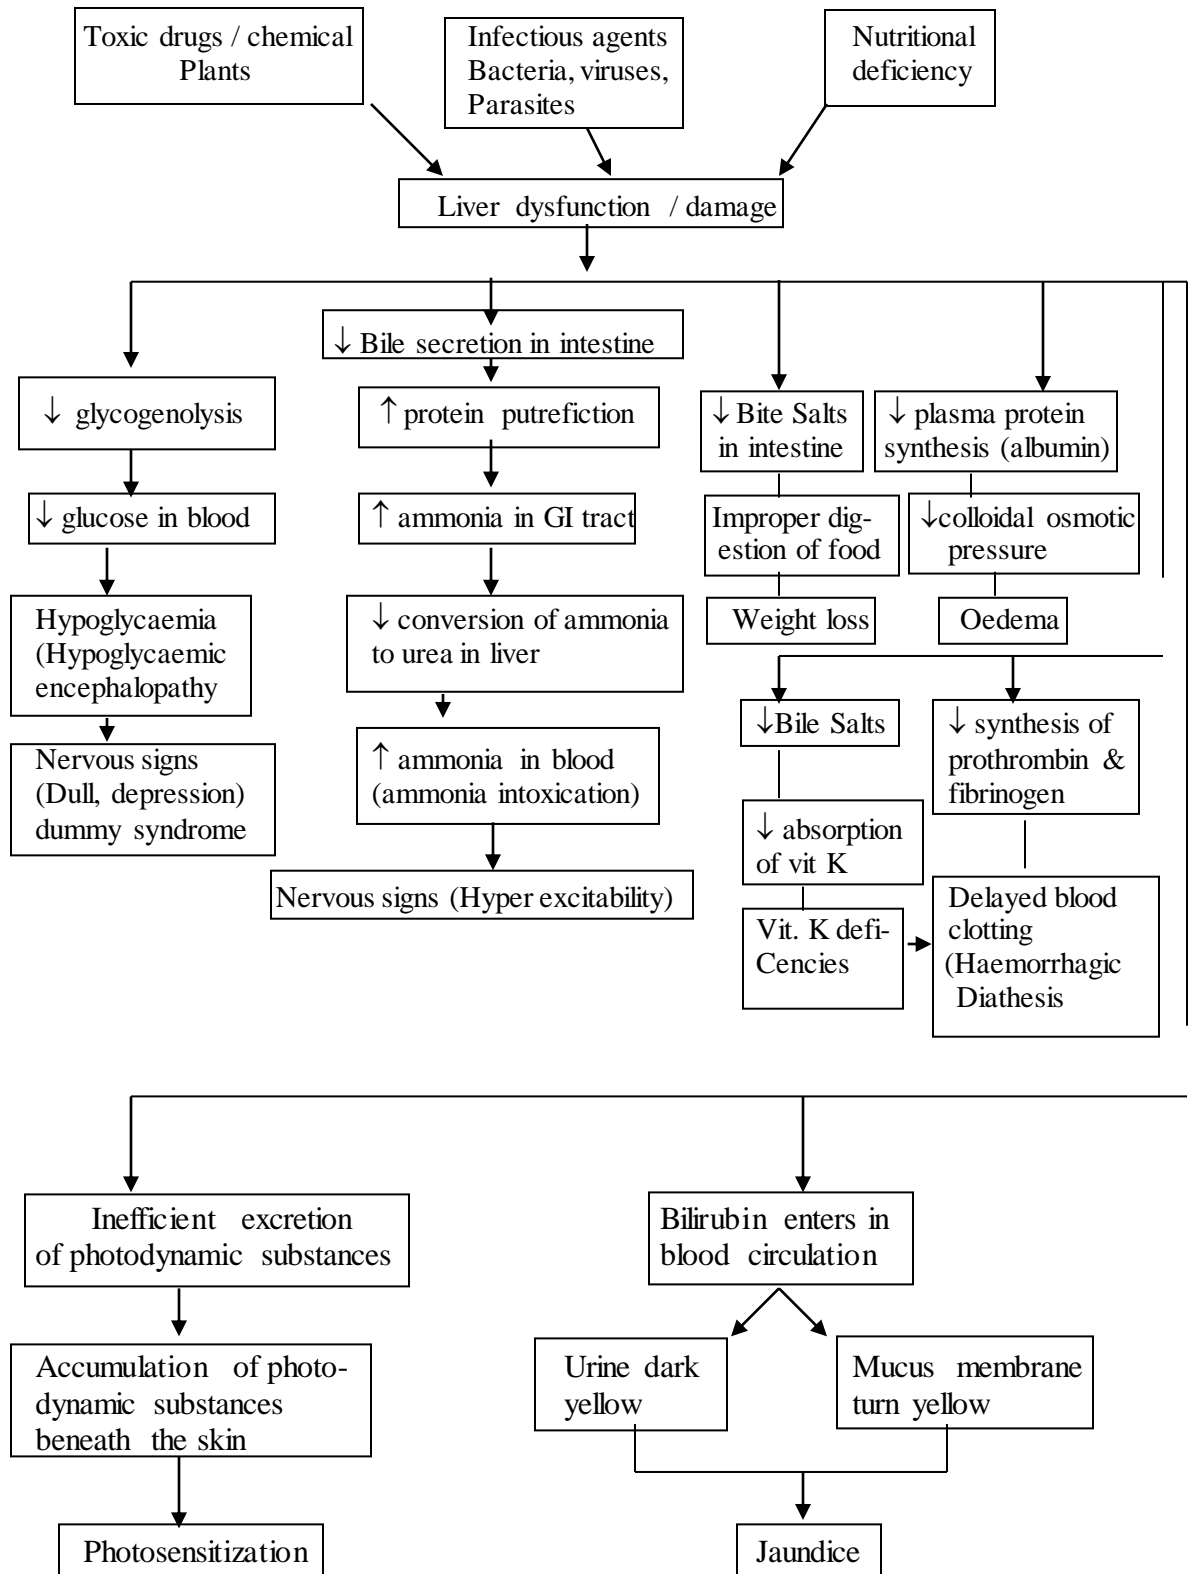 Toxic drugs / chemical
Plants
Infectious agents
Bacteria, viruses,
Parasites
Nutritional
deficiency
Liver dysfunction / damage
↓ glycogenolysis
↓ glucose in blood
Hypoglycaemia
(Hypoglycaemic
encephalopathy
Nervous signs
(Dull, depression)
dummy syndrome
↓ Bile secretion in intestine
↑ protein putrefiction
↑ ammonia in GI tract
↓ conversion of ammonia
to urea in liver
↑ ammonia in blood
(ammonia intoxication)
Nervous signs (Hyper excitability)
↓ Bite Salts
in intestine
Improper dig-
estion of food
Weight loss
↓ plasma protein
synthesis (albumin)
↓colloidal osmotic
pressure
Oedema
↓Bile Salts
↓ absorption
of vit K
Vit. K defi-
Cencies
↓ synthesis of
prothrombin &
fibrinogen
Delayed blood
clotting
(Haemorrhagic
Diathesis
Inefficient excretion
of photodynamic substances
Accumulation of photo-
dynamic substances
beneath the skin
Photosensitization
Bilirubin enters in
blood circulation
Urine dark
yellow
Mucus membrane
turn yellow
Jaundice